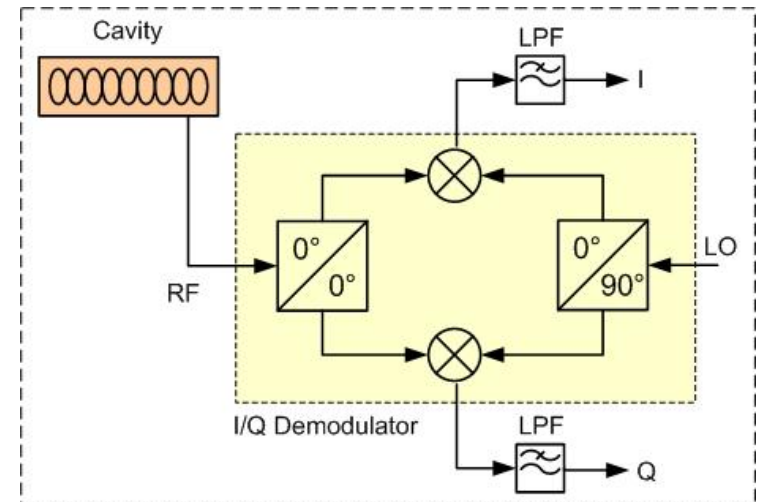 Cavity
LPF
I
0°
0°
0°
90°
LO
RF
I/Q Demodulator
LPF
Q